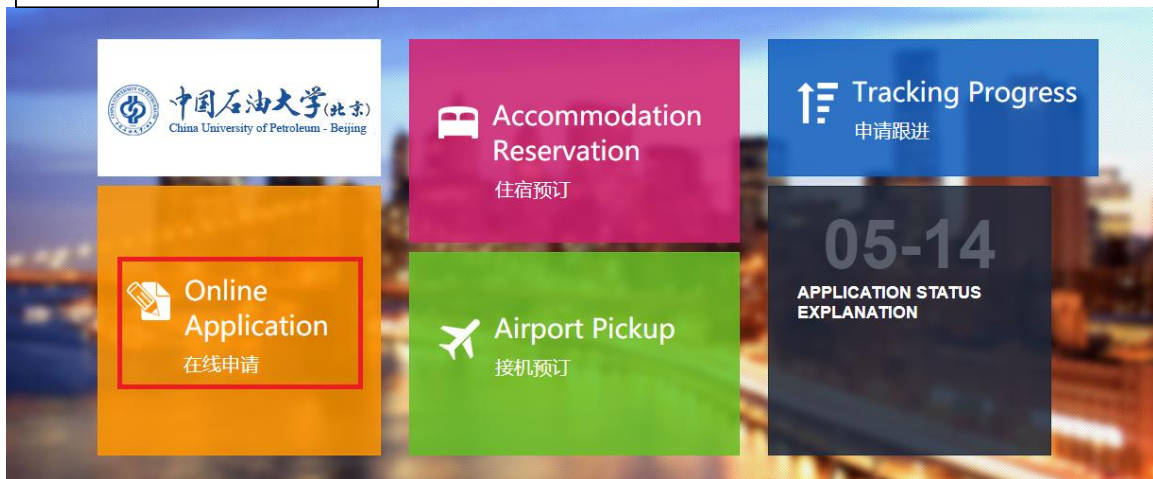 中国石油大学(北京)
China University of Petroleum - Beijing
Online
Application
在线申请
Accommodation
Reservation
住宿预订
Airport Pickup
接机预订
Tracking Progress
申请跟进
05-14
APPLICATION STATUS
EXPLANATION